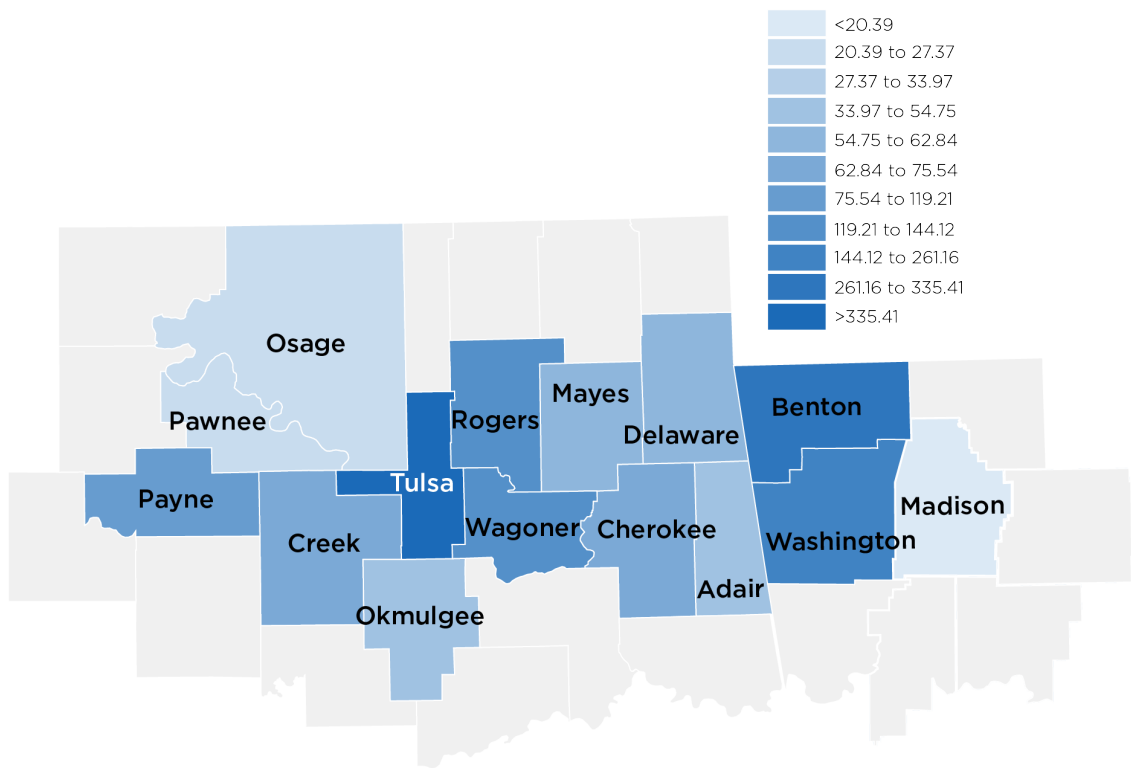 <20.39
20.39 to 27.37
27.37 to 33.97
33.97 to 54.75
54.75 to 62.84
62.84 to 75.54
75.54 to 119.21
119.21 to 144.12
144.12 to 261.16
261.16 to 335.41
>335.41
Osage
Mayes
Benton
Pawnee
Rogers
Delaware
Tulsa
Payne
Madison
Wagoner
Cherokee
Creek
Washington
Adair
Okmulgee